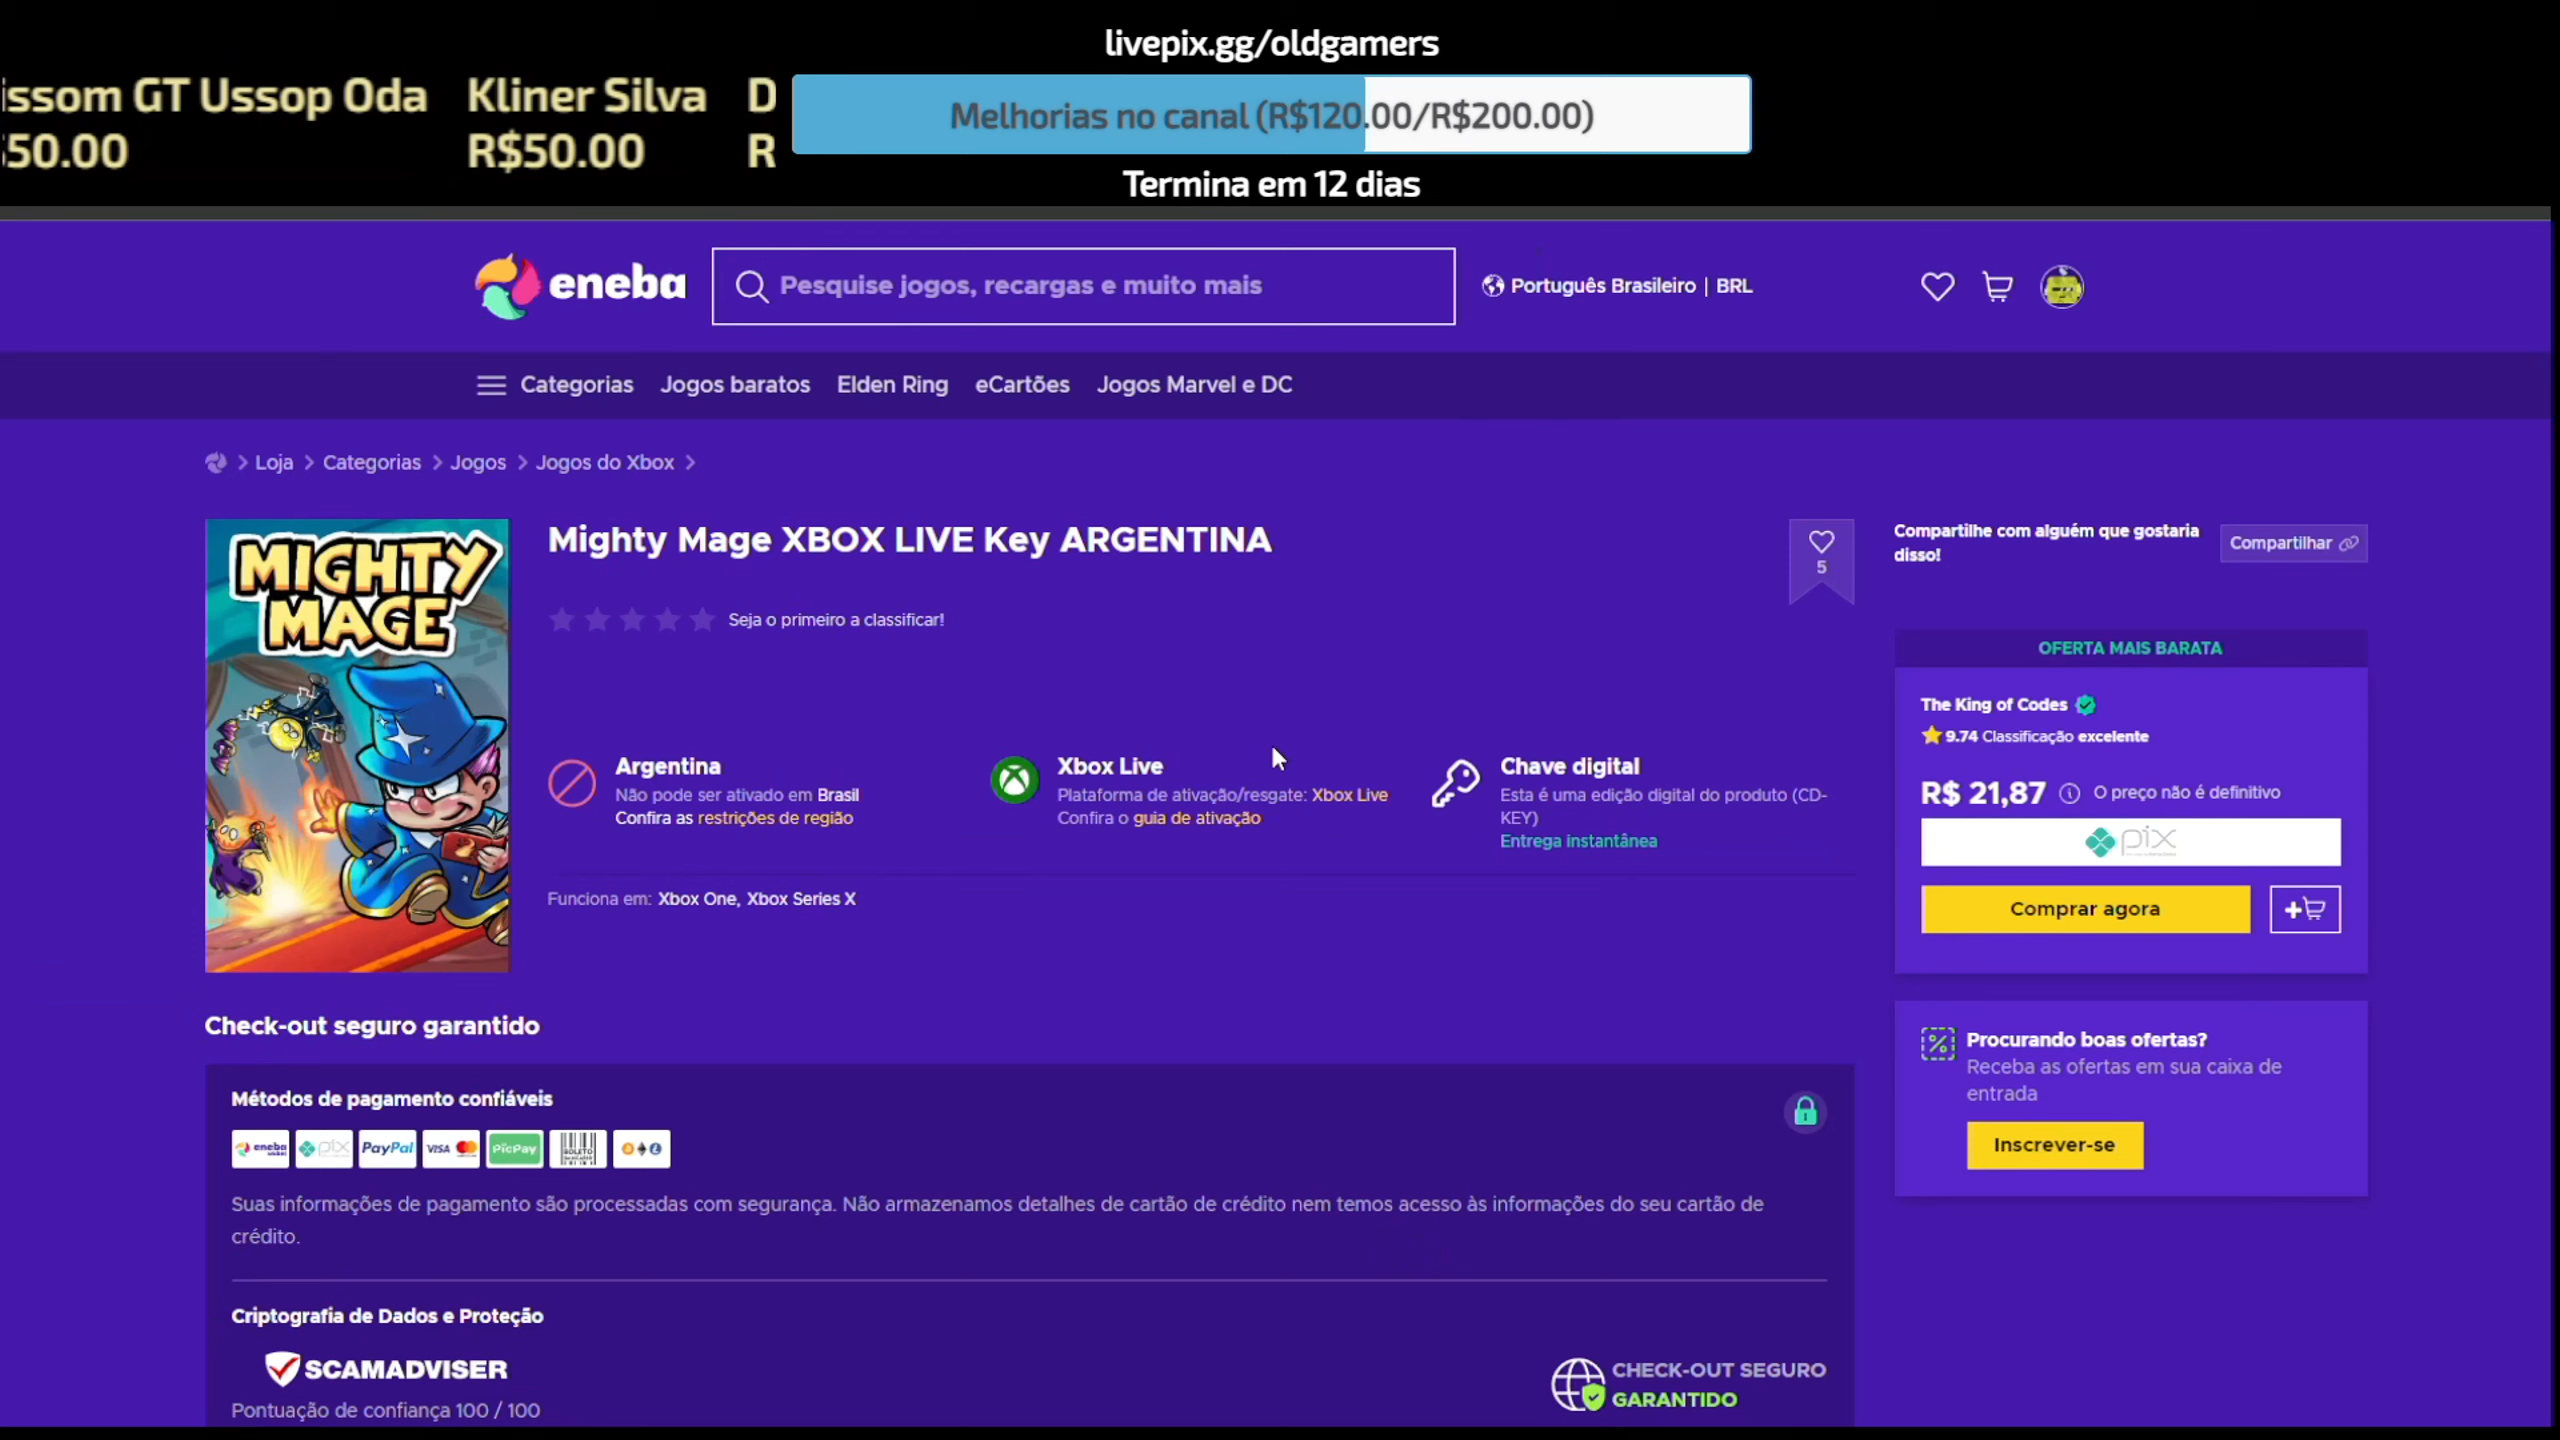 livepix.gg/oldgamers
issom GT Ussop Oda Kliner Silva D
50.00 R$50.00 R
Melhorias no canal (R$120.00/R$200.00)
Termina em 12 dias
eneba
Pesquise jogos, recargas e muito mais
Português Brasileiro | BRL
Categorias Jogos baratos Elden Ring eCartões Jogos Marvel e DC
Loja Categorias Jogos Jogos do Xbox
MIGHTY
MAGE
Mighty Mage XBOX LIVE Key ARGENTINA
Seja o primeiro a classificar!
5
Compartilhe com alguém que gostaria
disso!
Compartilhar
Argentina
Não pode ser ativado em Brasil
Confira as restrições de região
Xbox Live
Plataforma de ativação/resgate: Xbox Live
Confira o guia de ativação
Chave digital
Esta é uma edição digital do produto (CD-
KEY)
Entrega instantânea
Funciona em: Xbox One, Xbox Series X
OFERTA MAIS BARATA
The King of Codes
9.74 Classificação excelente
R$ 21,87 O preço não é definitivo
pix
Comprar agora
Procurando boas ofertas?
Receba as ofertas em sua caixa de
entrada
Inscrever-se
Check-out seguro garantido
Métodos de pagamento confiáveis
eneba pix PayPal VISA PicPay BOLETO
Suas informações de pagamento são processadas com segurança. Não armazenamos detalhes de cartão de crédito nem temos acesso às informações do seu cartão de
crédito.
Criptografia de Dados e Proteção
SCAMADVISER
Pontuação de confiança 100 / 100
CHECK-OUT SEGURO
GARANTIDO